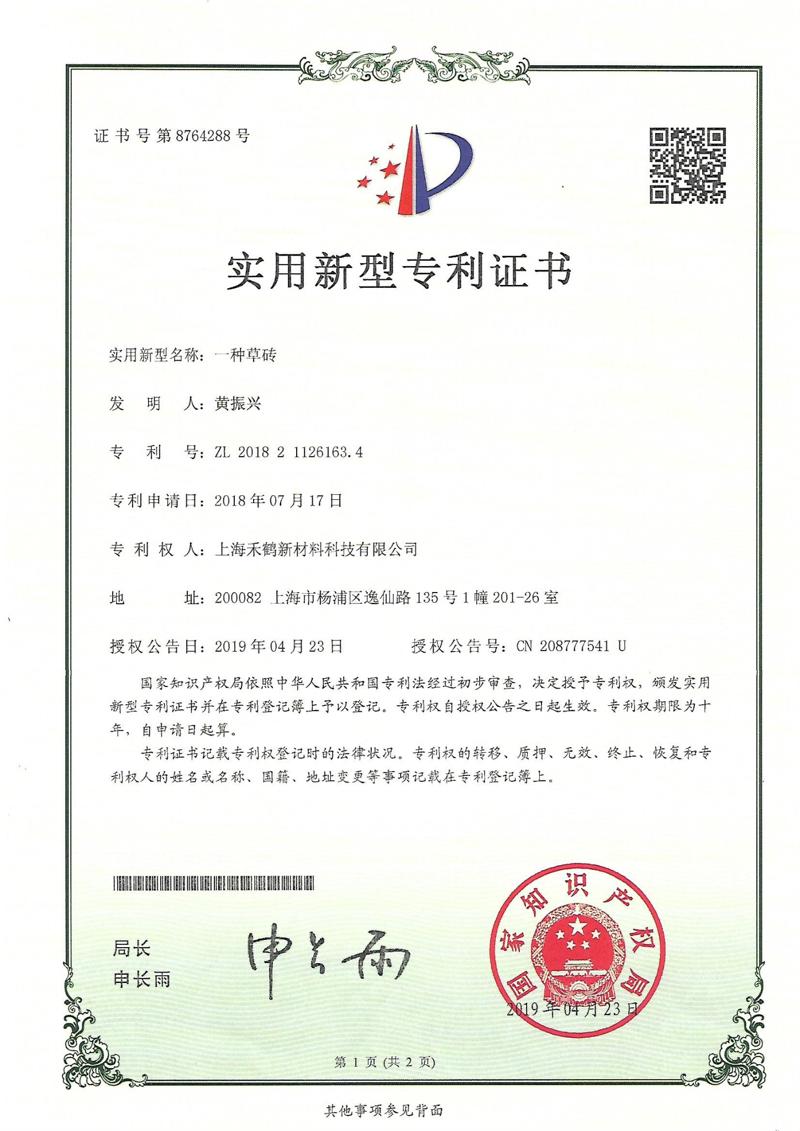 证书号第8764288号
实用新型专利证书
实用新型名称：一种草砖
发明人：黄振兴
专利号：ZL 2018 2 1126163.4
专利申请日：2018年07月17日
专利权人：上海禾鹤新材料科技有限公司
地址：200082 上海市杨浦区逸仙路135号1幢201-26室
授权公告日：2019年04月23日 授权公告号：CN 208777541 U
国家知识产权局依照中华人民共和国专利法经过初步审查，决定授予专利权，颁发实用
新型专利证书并在专利登记簿上予以登记。专利权自授权公告之日起生效。专利权期限为十
年，自申请日起算。
专利证书记载专利权登记时的法律状况。专利权的转移、质押、无效、终止、恢复和专
利权人的姓名或名称、国籍、地址变更等事项记载在专利登记簿上。
局长
申长雨
申长雨
国家知识产权局
2019年04月23日
第1页(共2页)
其他事项参见背面